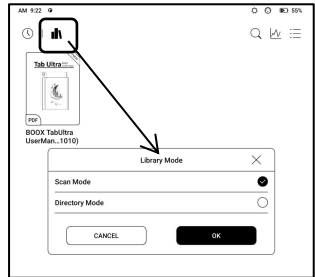 AM 9:22
55%
Tab Ultra
PDF
BOOX TabUltra
UserMan...1010)
Library Mode
Scan Mode
Directory Mode
CANCEL
OK